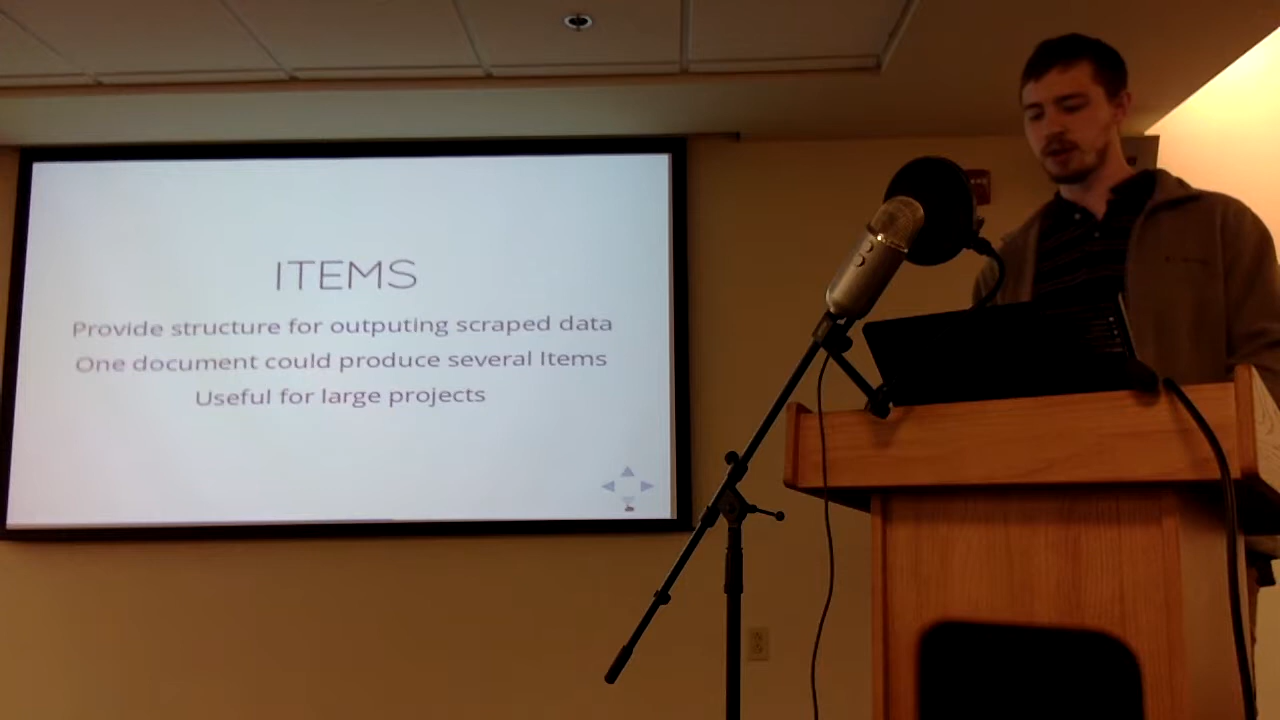 ITEMS
Provide structure for outputing scraped data
One document could produce several Items
Useful for large projects